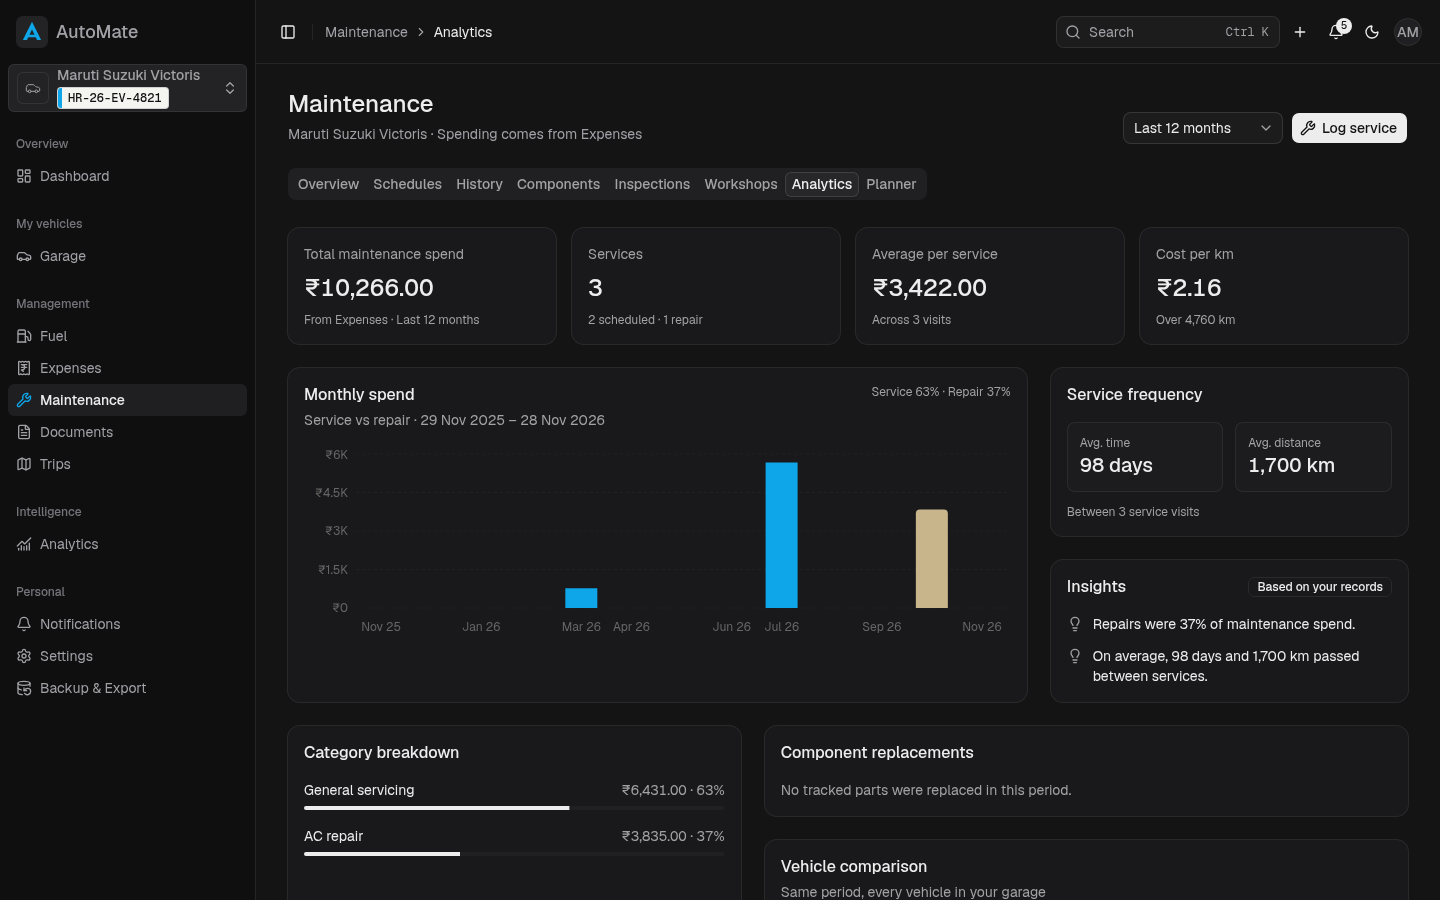 AutoMate
Maruti Suzuki Victoris
HR-26-EV-4821
Overview
Dashboard
My vehicles
Garage
Management
Fuel
Expenses
Maintenance
Documents
Trips
Intelligence
Analytics
Personal
Notifications
Settings
Backup & Export
Maintenance > Analytics
Search Ctrl K
5
AM
Maintenance
Maruti Suzuki Victoris · Spending comes from Expenses
Last 12 months
Log service
Overview Schedules History Components Inspections Workshops Analytics Planner
Total maintenance spend
₹10,266.00
From Expenses · Last 12 months
Services
3
2 scheduled · 1 repair
Average per service
₹3,422.00
Across 3 visits
Cost per km
₹2.16
Over 4,760 km
Monthly spend
Service 63% · Repair 37%
Service vs repair · 29 Nov 2025 – 28 Nov 2026
₹6K
₹4.5K
₹3K
₹1.5K
₹0
Nov 25 Jan 26 Mar 26 Apr 26 Jun 26 Jul 26 Sep 26 Nov 26
Service frequency
Avg. time
98 days
Avg. distance
1,700 km
Between 3 service visits
Insights
Based on your records
Repairs were 37% of maintenance spend.
On average, 98 days and 1,700 km passed
between services.
Category breakdown
General servicing ₹6,431.00 · 63%
AC repair ₹3,835.00 · 37%
Component replacements
No tracked parts were replaced in this period.
Vehicle comparison
Same period, every vehicle in your garage